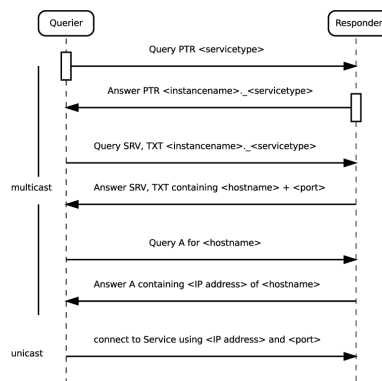 Querier
Responder
Query PTR <servicetype>
Answer PTR <instancename>._<servicetype>
Query SRV, TXT <instancename>._<servicetype>
multicast
Answer SRV, TXT containing <hostname> + <port>
Query A for <hostname>
Answer A containing <IP address> of <hostname>
unicast
connect to Service using <IP address> and <port>